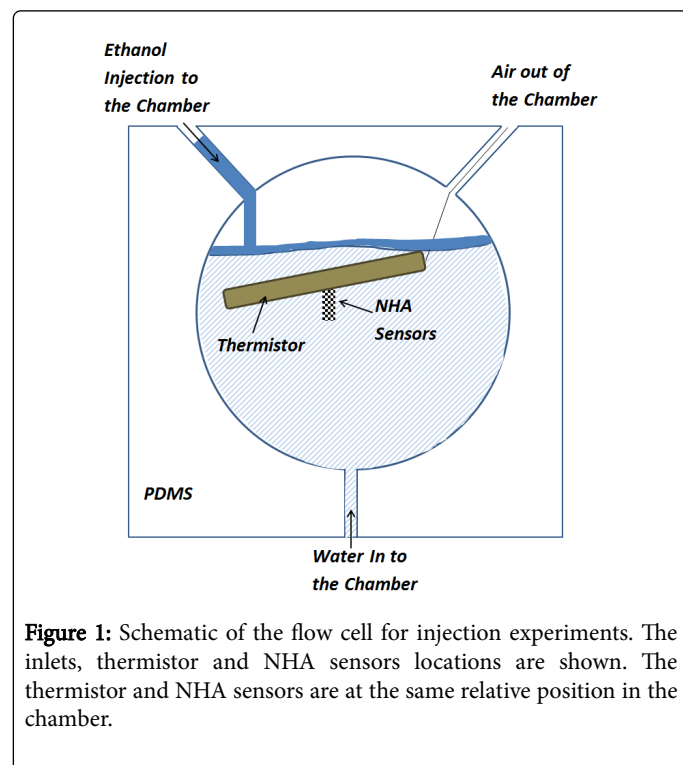 Ethanol
Injection to
the Chamber
Air out of
the Chamber
NHA
Sensors
Thermistor
PDMS
Water In to
the Chamber
Figure 1: Schematic of the flow cell for injection experiments. The
inlets, thermistor and NHA sensors locations are shown. The
thermistor and NHA sensors are at the same relative position in the
chamber.